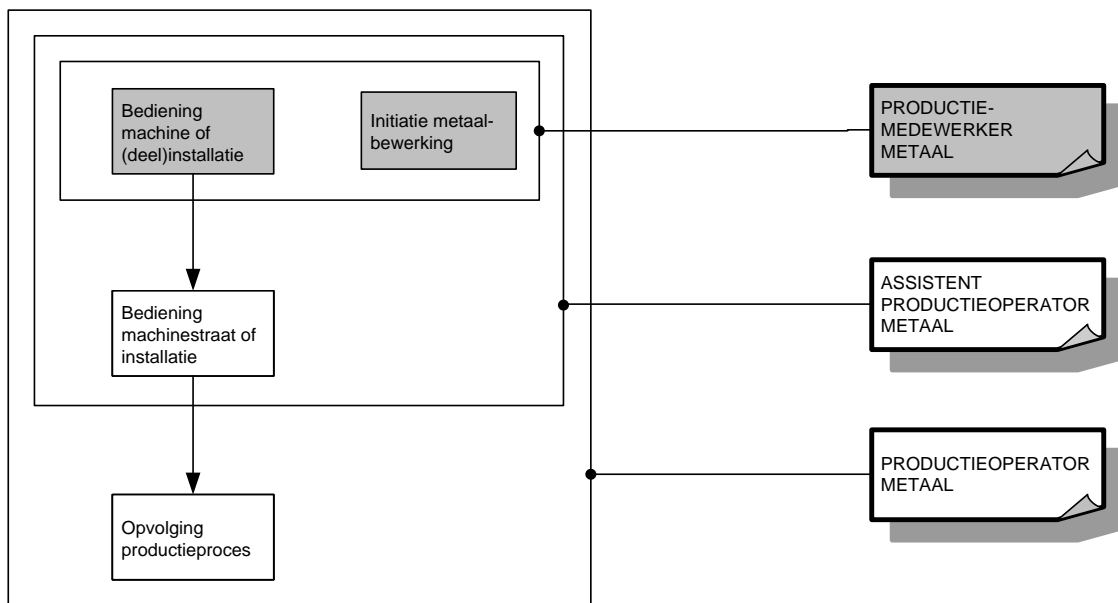 Bediening
machine of
(deel)installatie
Initiatie metaal-
bewerking
PRODUCTIE-
MEDEWERKER
METAAL
Bediening
machinestraat of
installatie
ASSISTENT
PRODUCTIEOPERATOR
METAAL
Opvolging
productieproces
PRODUCTIEOPERATOR
METAAL